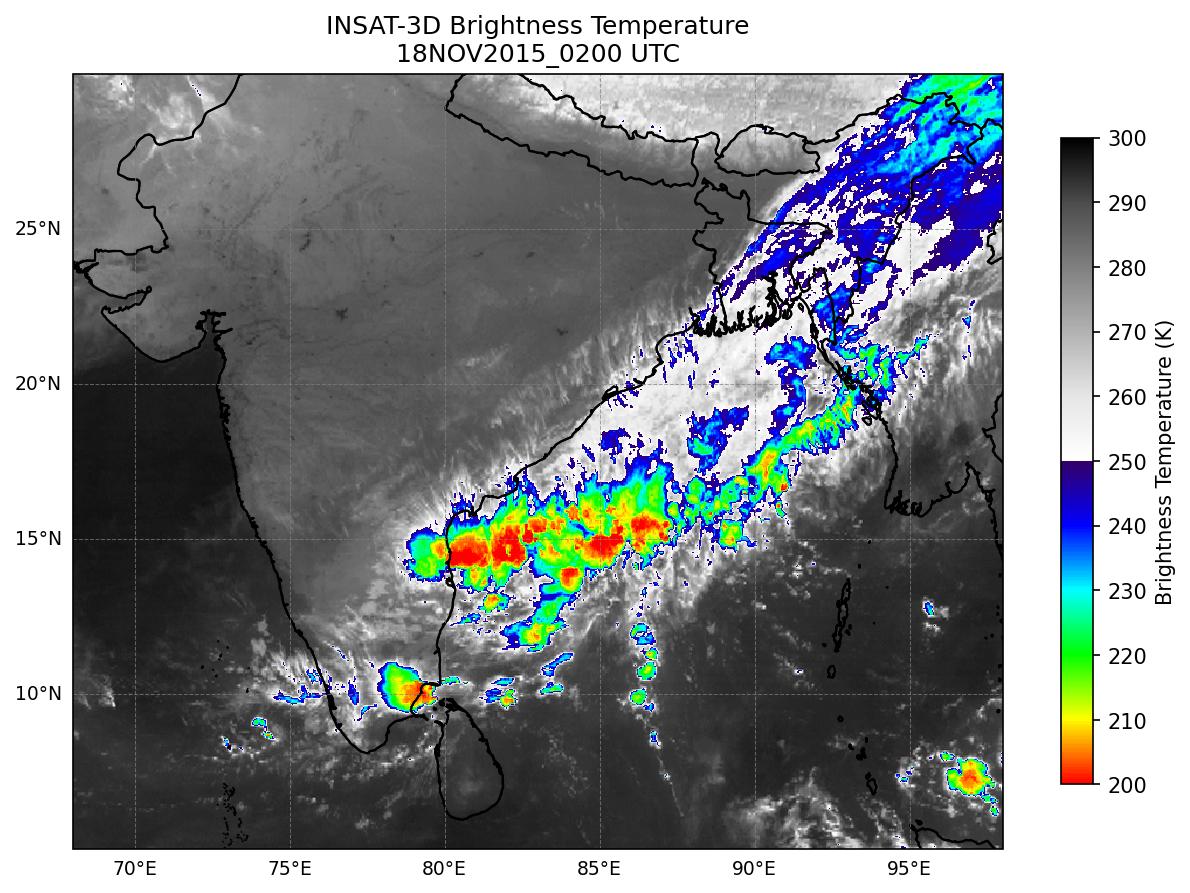 INSAT-3D Brightness Temperature
18NOV2015_0200 UTC
25°N
20°N
15°N
10°N
70°E
75°E
80°E
85°E
90°E
95°E
300
290
280
270
260
250
240
230
220
210
200
Brightness Temperature (K)